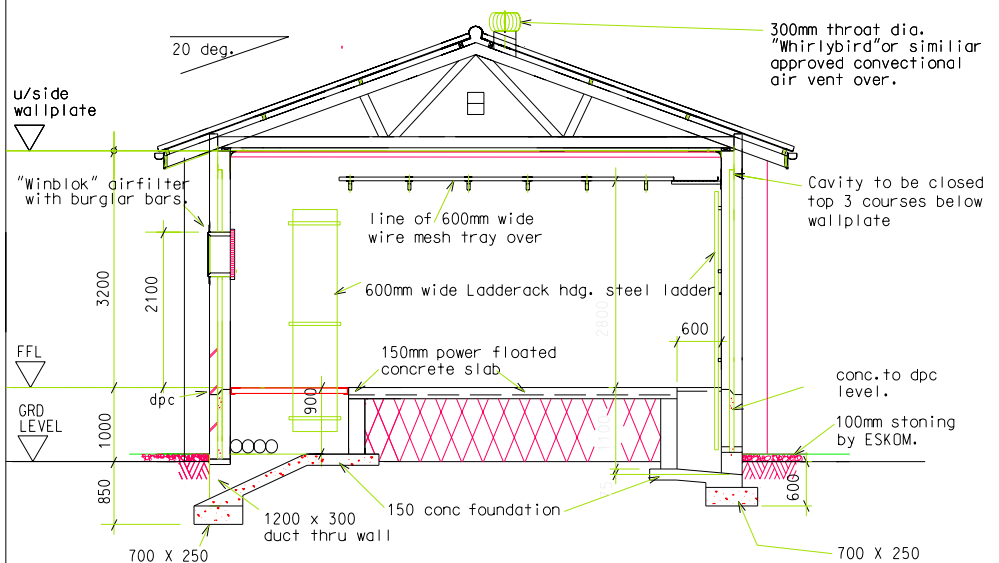 300mm throat dia.
"Whirlybird"or similiar
approved convectional
air vent over.
20 deg.
u/side
wallplate
"Winblok" airfilter
with burglar bars.
Cavity to be closed
top 3 courses below
wallplate
line of 600mm wide
wire mesh tray over
600mm wide Ladderack hdg. steel ladder.
3200
2100
2800
600
FFL
150mm power floated
concrete slab
conc.to dpc
level.
dpc
900
GRD
LEVEL
1000
100mm stoning
by ESKOM.
850
600
150 conc foundation
1200 x 300
duct thru wall
700 X 250
700 X 250